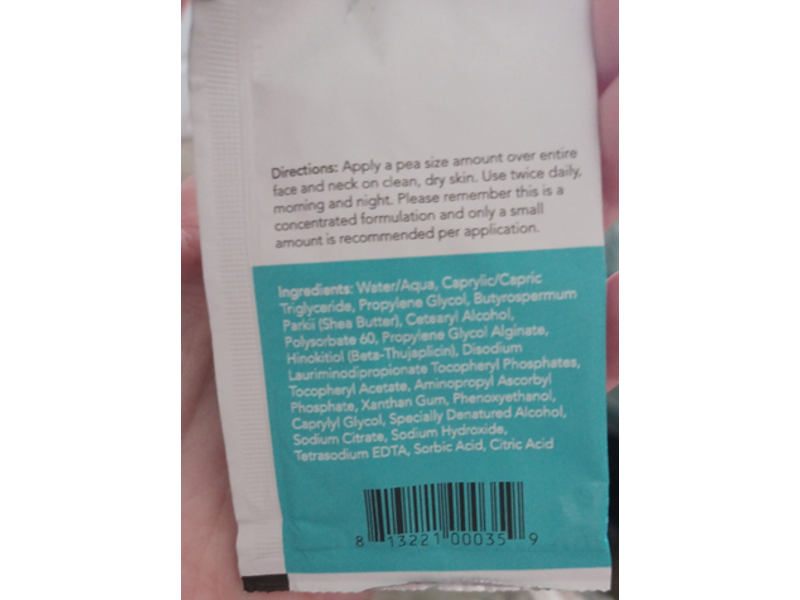 Directions: Apply a pea size amount over entire
face and neck on clean, dry skin. Use twice daily,
morning and night. Please remember this is a
concentrated formulation and only a small
amount is recommended per application.
Ingredients: Water/Aqua, Caprylic/Capric
Triglyceride, Propylene Glycol, Butyrospermum
Parkii (Shea Butter), Cetearyl Alcohol,
Polysorbate 60, Propylene Glycol Alginate,
Hinokitiol (Beta-Thujaplicin), Disodium
Lauriminodipropionate Tocopheryl Phosphates,
Tocopheryl Acetate, Aminopropyl Ascorbyl
Phosphate, Xanthan Gum, Phenoxyethanol,
Caprylyl Glycol, Specially Denatured Alcohol,
Sodium Citrate, Sodium Hydroxide,
Tetrasodium EDTA, Sorbic Acid, Citric Acid
8 13221 00035 9